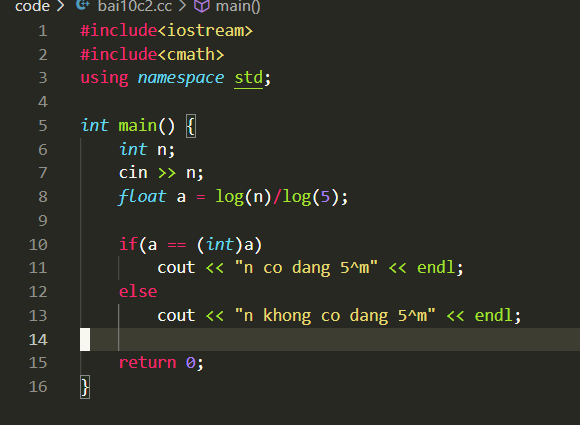 code > bai10c2.cc > main()
1 #include<iostream>
2 #include<cmath>
3 using namespace std;
4
5 int main() {
6     int n;
7     cin >> n;
8     float a = log(n)/log(5);
9
10     if(a == (int)a)
11         cout << "n co dang 5^m" << endl;
12     else
13         cout << "n khong co dang 5^m" << endl;
14
15     return 0;
16 }